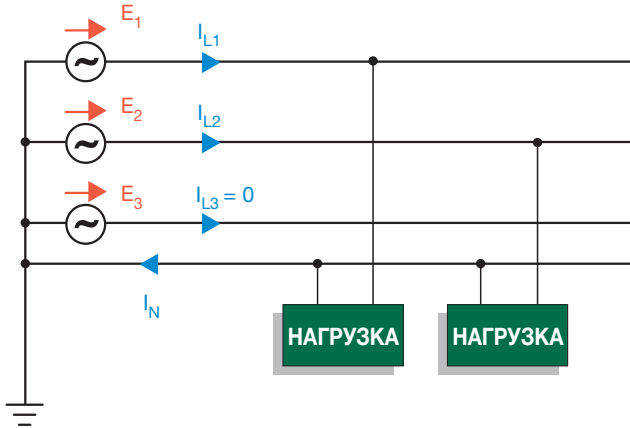 E1
IL1
E2
IL2
E3
IL3 = 0
IN
НАГРУЗКА
НАГРУЗКА